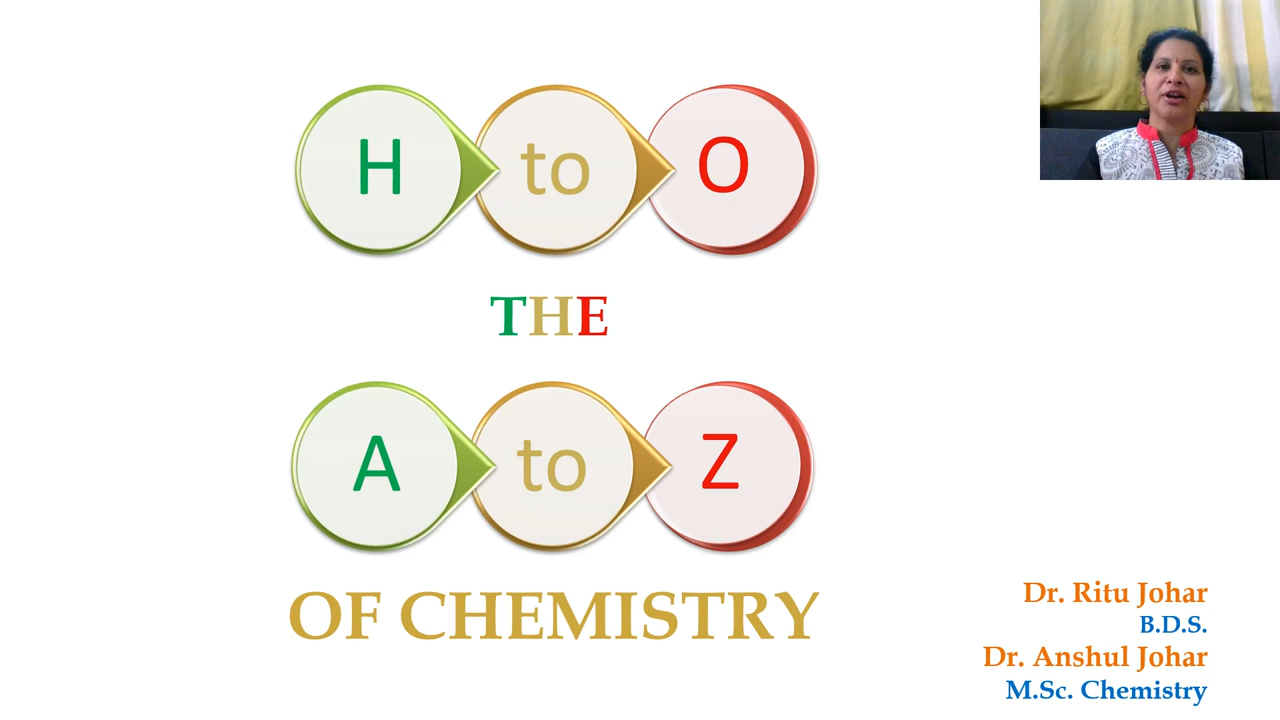 H to O
THE
A to Z
OF CHEMISTRY
Dr. Ritu Johar
B.D.S.
Dr. Anshul Johar
M.Sc. Chemistry